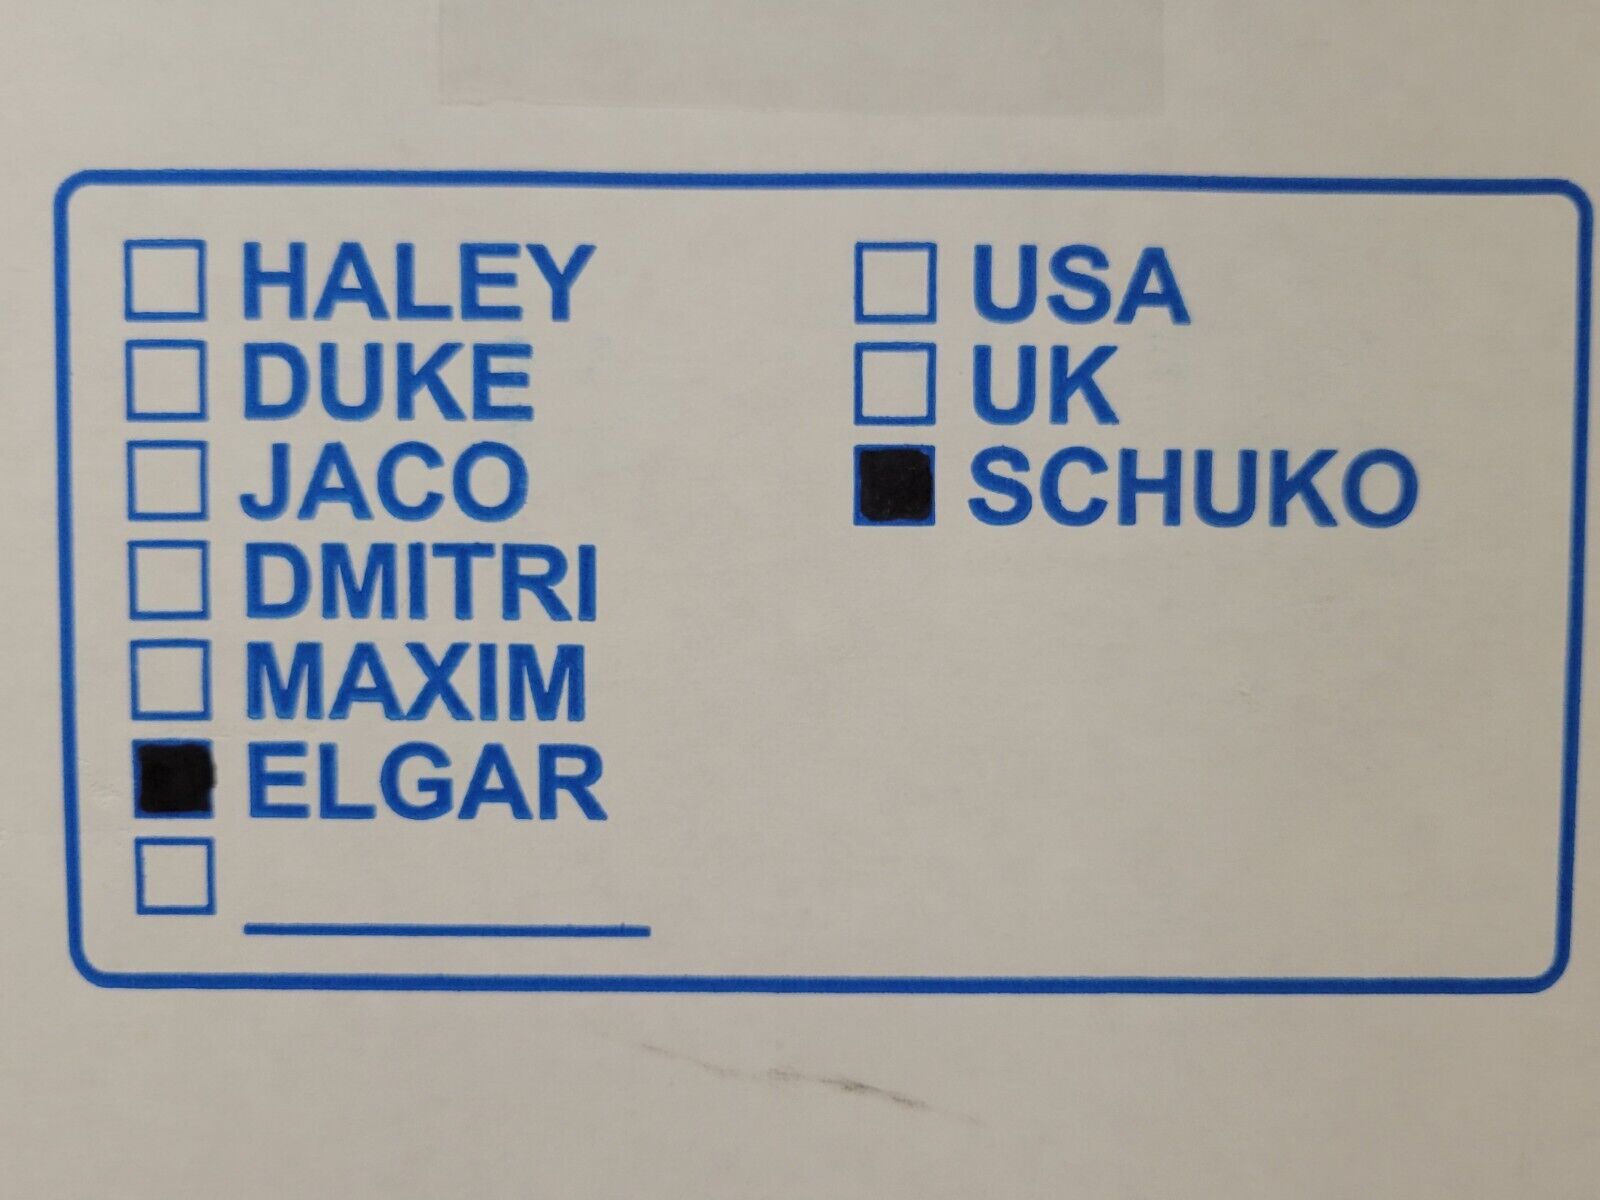 HALEY
DUKE
JACO
DMITRI
MAXIM
ELGAR
USA
UK
SCHUKO